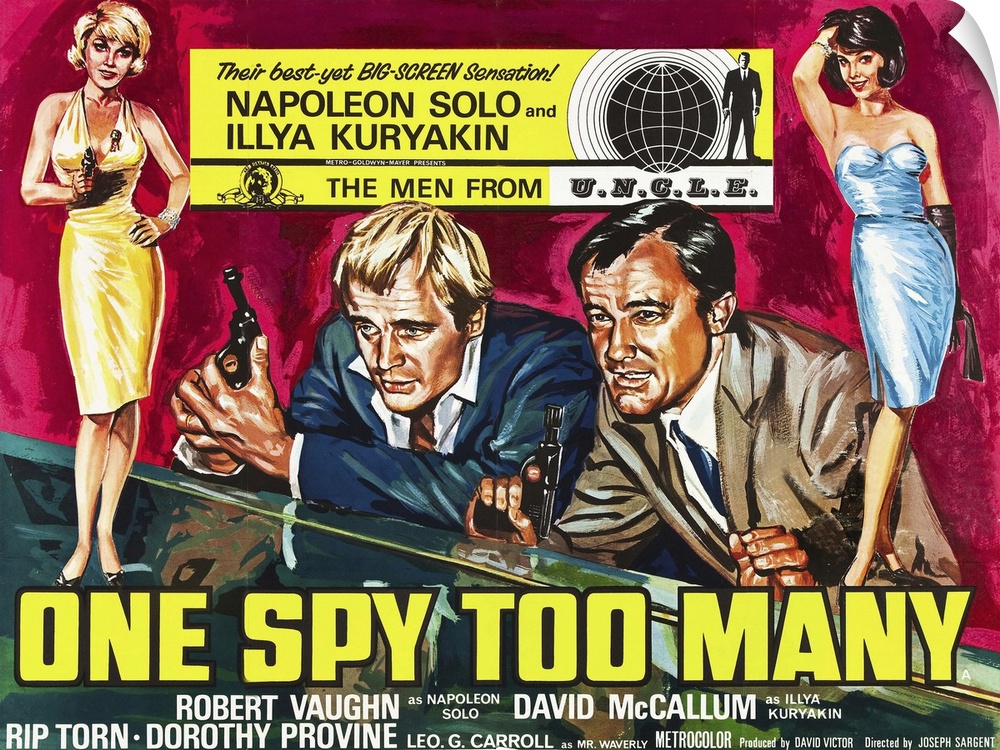 Their best-yet BIG-SCREEN Sensation!
NAPOLEON SOLO and
ILLYA KURYAKIN
METRO-GOLDWYN-MAYER PRESENTS
THE MEN FROM U.N.C.L.E.
ONE SPY TOO MANY
A
ROBERT VAUGHN as NAPOLEON SOLO DAVID McCALLUM as ILLYA KURYAKIN
RIP TORN · DOROTHY PROVINE LEO. G. CARROLL as MR. WAVERLY METROCOLOR Produced by DAVID VICTOR Directed by JOSEPH SARGENT